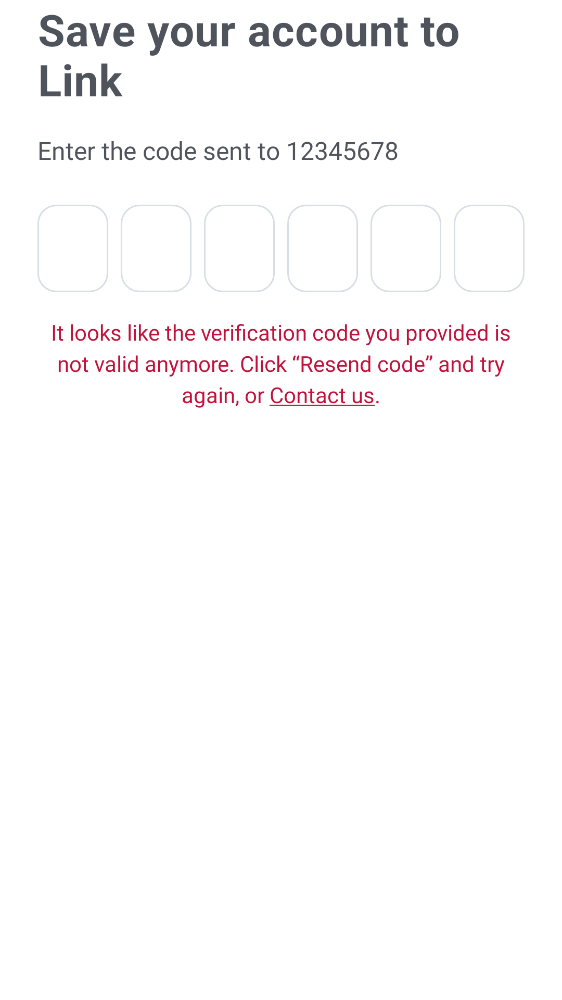 Save your account to
Link
Enter the code sent to 12345678
It looks like the verification code you provided is
not valid anymore. Click “Resend code” and try
again, or Contact us.